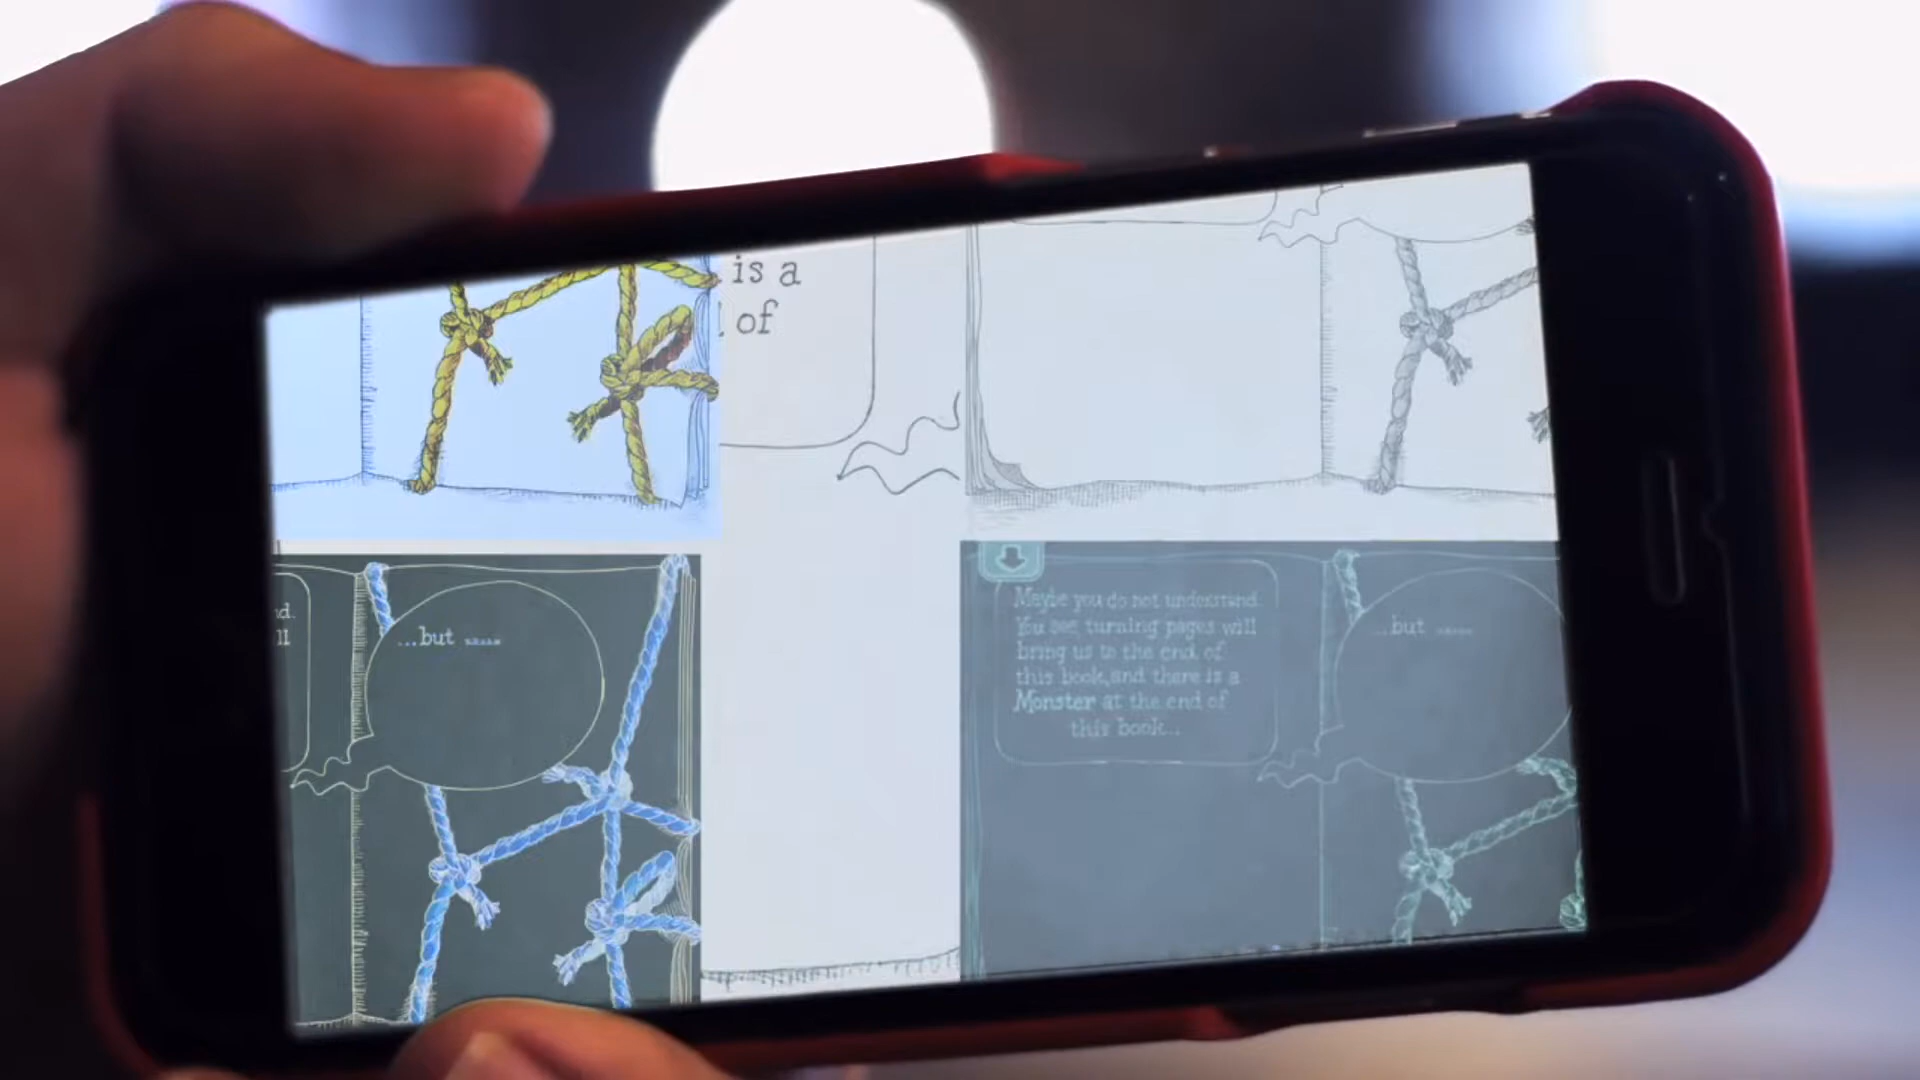 is a
of
d.
ll
...but
Maybe you do not understand.
You see, turning pages will
bring us to the end of
this book, and there is a
Monster at the end of
this book...
...but